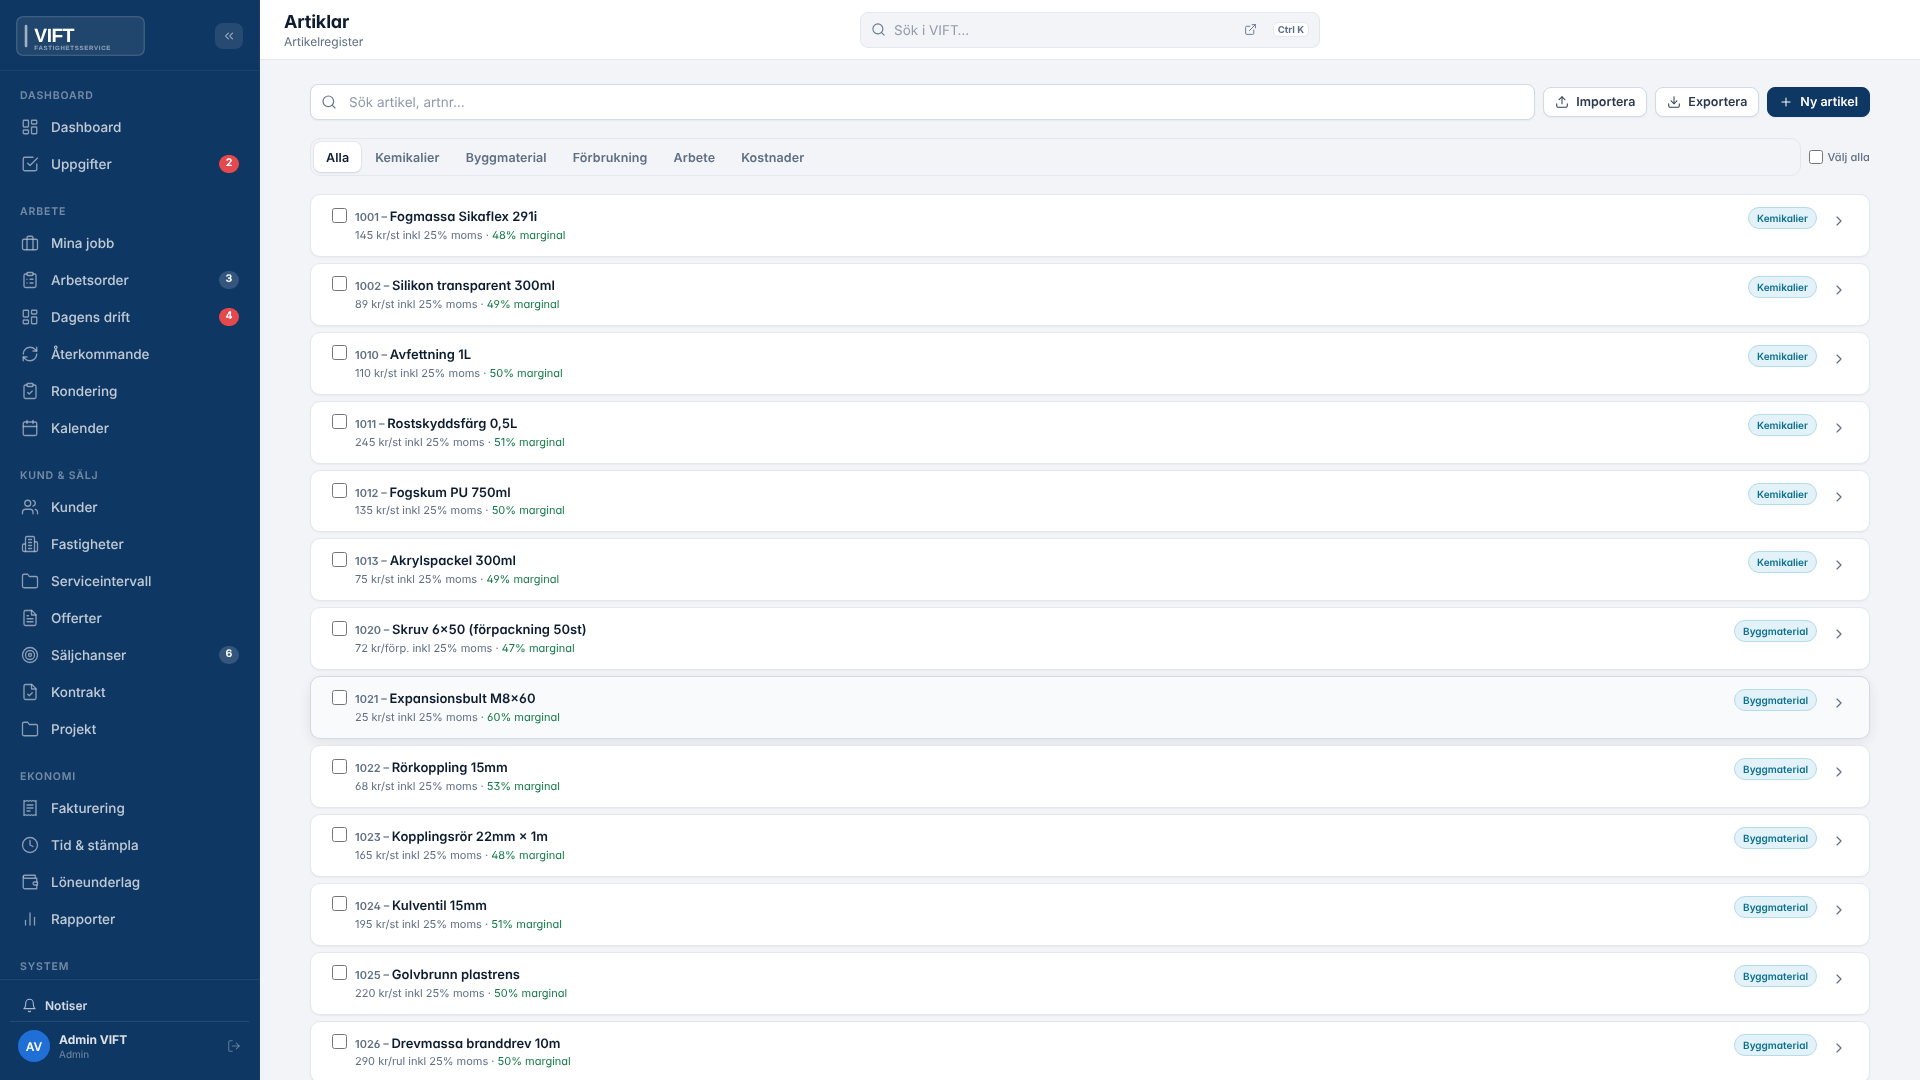 VIFT
FASTIGHETSSERVICE
DASHBOARD
Dashboard
Uppgifter 2
ARBETE
Mina jobb
Arbetsorder 3
Dagens drift 4
Återkommande
Rondering
Kalender
KUND & SÄLJ
Kunder
Fastigheter
Serviceintervall
Offerter
Säljchanser 6
Kontrakt
Projekt
EKONOMI
Fakturering
Tid & stämpla
Löneunderlag
Rapporter
SYSTEM
Notiser
AV Admin VIFT
Admin
Artiklar
Artikelregister
Sök i VIFT... Ctrl K
Sök artikel, artnr... Importera Exportera + Ny artikel
Alla Kemikalier Byggmaterial Förbrukning Arbete Kostnader Välj alla
1001 – Fogmassa Sikaflex 291i Kemikalier
145 kr/st inkl 25% moms · 48% marginal
1002 – Silikon transparent 300ml Kemikalier
89 kr/st inkl 25% moms · 49% marginal
1010 – Avfettning 1L Kemikalier
110 kr/st inkl 25% moms · 50% marginal
1011 – Rostskyddsfärg 0,5L Kemikalier
245 kr/st inkl 25% moms · 51% marginal
1012 – Fogskum PU 750ml Kemikalier
135 kr/st inkl 25% moms · 50% marginal
1013 – Akrylspackel 300ml Kemikalier
75 kr/st inkl 25% moms · 49% marginal
1020 – Skruv 6×50 (förpackning 50st) Byggmaterial
72 kr/förp. inkl 25% moms · 47% marginal
1021 – Expansionsbult M8×60 Byggmaterial
25 kr/st inkl 25% moms · 60% marginal
1022 – Rörkoppling 15mm Byggmaterial
68 kr/st inkl 25% moms · 53% marginal
1023 – Kopplingsrör 22mm × 1m Byggmaterial
165 kr/st inkl 25% moms · 48% marginal
1024 – Kulventil 15mm Byggmaterial
195 kr/st inkl 25% moms · 51% marginal
1025 – Golvbrunn plastrens Byggmaterial
220 kr/st inkl 25% moms · 50% marginal
1026 – Drevmassa branddrev 10m Byggmaterial
290 kr/rul inkl 25% moms · 50% marginal